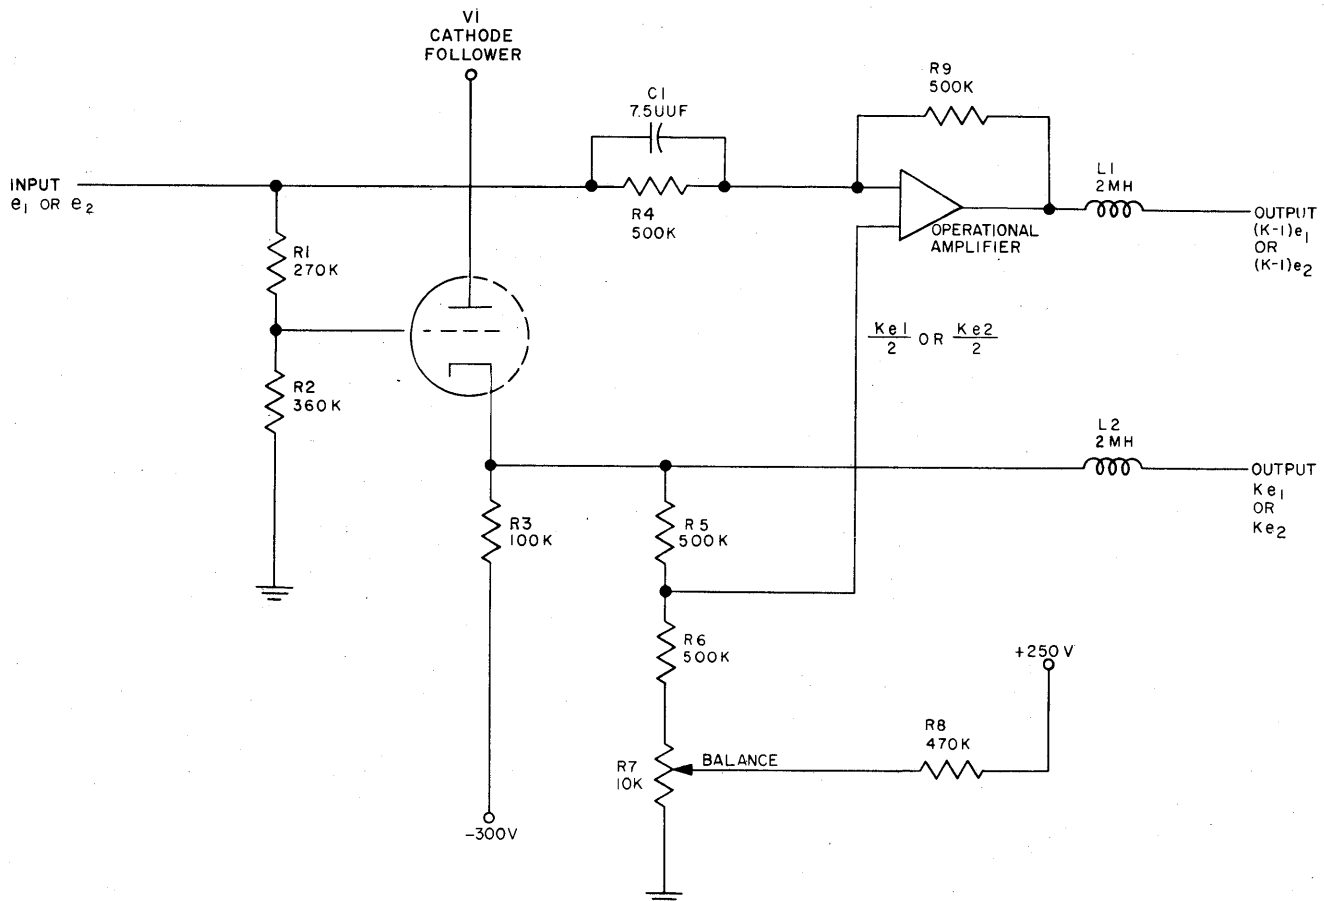 V1
CATHODE
FOLLOWER
C1
7.5UUF
R9
500K
INPUT
e1 OR e2
R4
500K
L1
2MH
OPERATIONAL
AMPLIFIER
OUTPUT
(K-1)e1
OR
(K-1)e2
R1
270K
Ke1/2 OR Ke2/2
R2
360K
L2
2MH
OUTPUT
Ke1
OR
Ke2
R3
100K
R5
500K
R6
500K
+250V
R8
470K
R7
10K
BALANCE
-300V